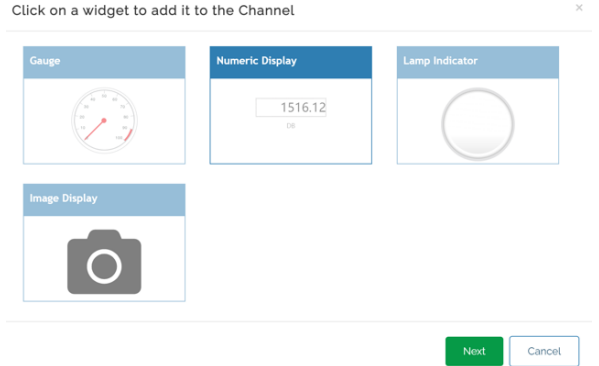 Click on a widget to add it to the Channel
×
Gauge
Numeric Display
Lamp Indicator
1516.12
DB
Image Display
Next
Cancel